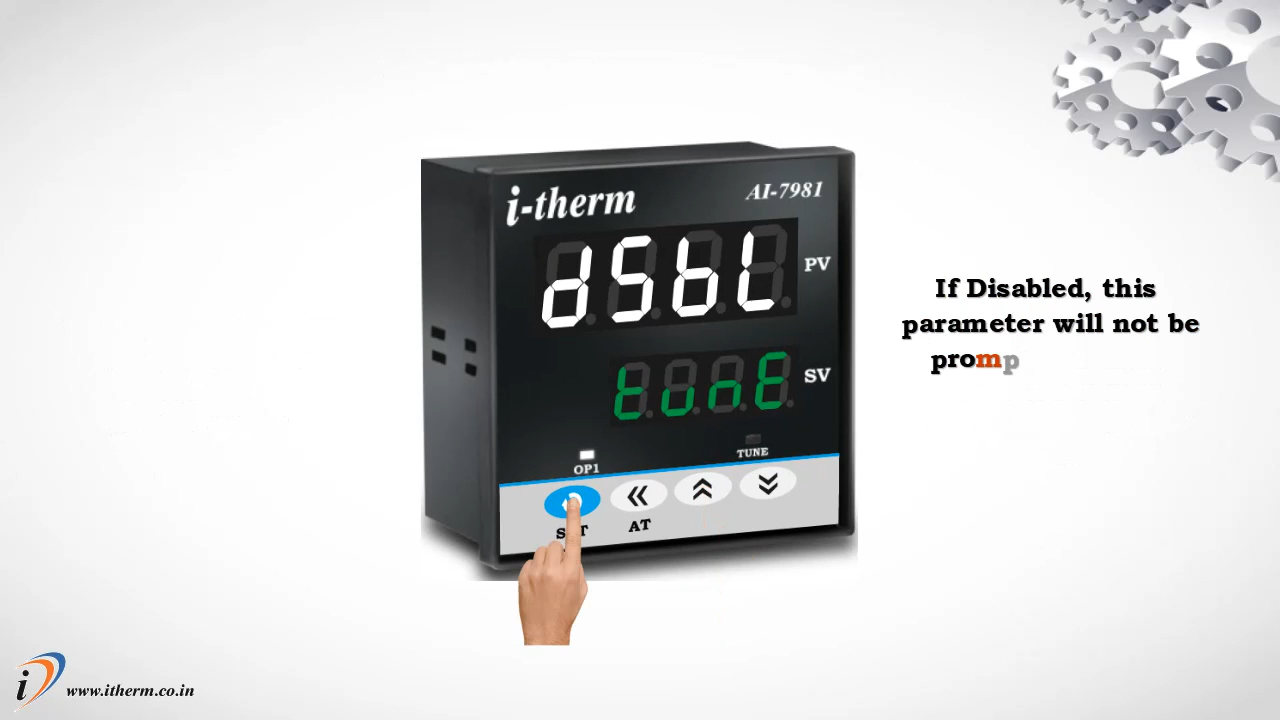 i-therm
AI-7981
dSbL
PV
If Disabled, this
parameter will not be
promp
tunE
SV
OP1
TUNE
AT
www.itherm.co.in